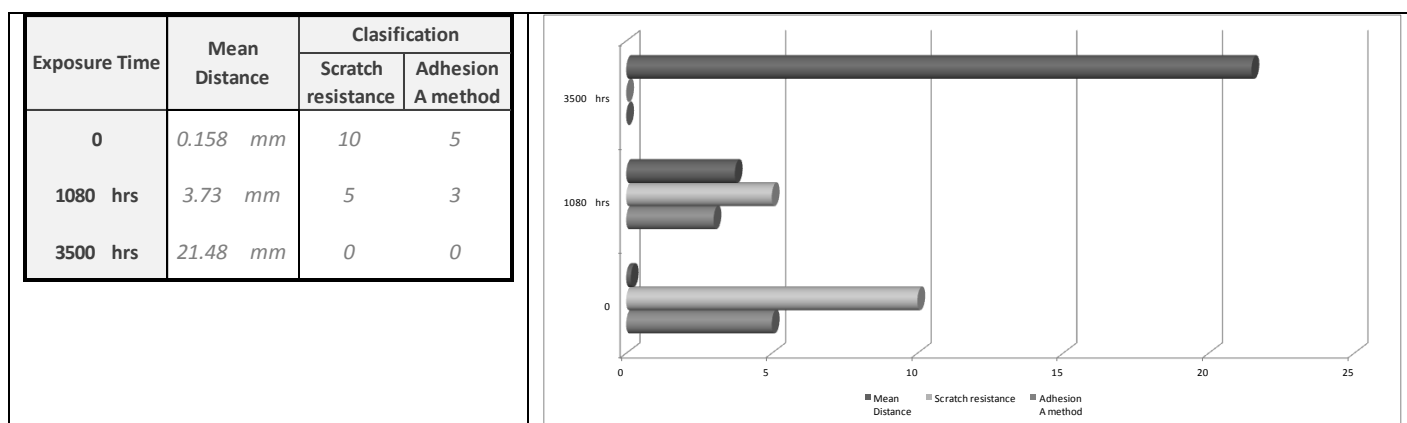 Exposure Time Mean Distance Clasification
Scratch resistance Adhesion A method
0 0.158 mm 10 5
1080 hrs 3.73 mm 5 3
3500 hrs 21.48 mm 0 0
3500 hrs
1080 hrs
0
0 5 10 15 20 25
Mean Distance Scratch resistance Adhesion A method